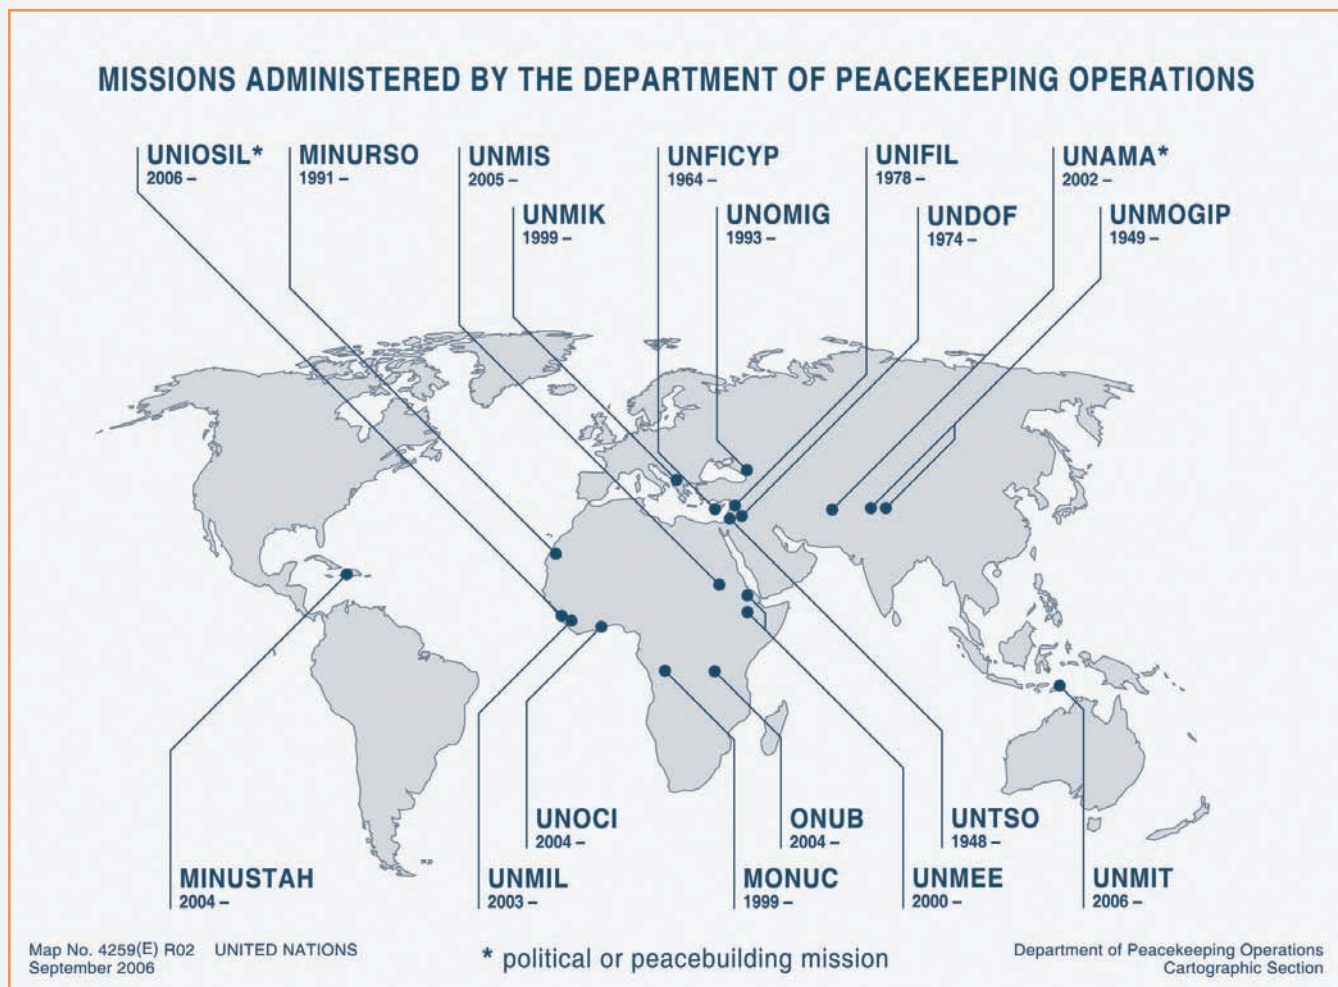 MISSIONS ADMINISTERED BY THE DEPARTMENT OF PEACEKEEPING OPERATIONS
UNIOSIL*
2006 –
MINURSO
1991 –
UNMIS
2005 –
UNFICYP
1964 –
UNIFIL
1978 –
UNAMA*
2002 –
UNMIK
1999 –
UNOMIG
1993 –
UNDOF
1974 –
UNMOGIP
1949 –
UNOCI
2004 –
ONUB
2004 –
UNTSO
1948 –
MINUSTAH
2004 –
UNMIL
2003 –
MONUC
1999 –
UNMEE
2000 –
UNMIT
2006 –
Map No. 4259(E) R02 UNITED NATIONS
September 2006
* political or peacebuilding mission
Department of Peacekeeping Operations
Cartographic Section